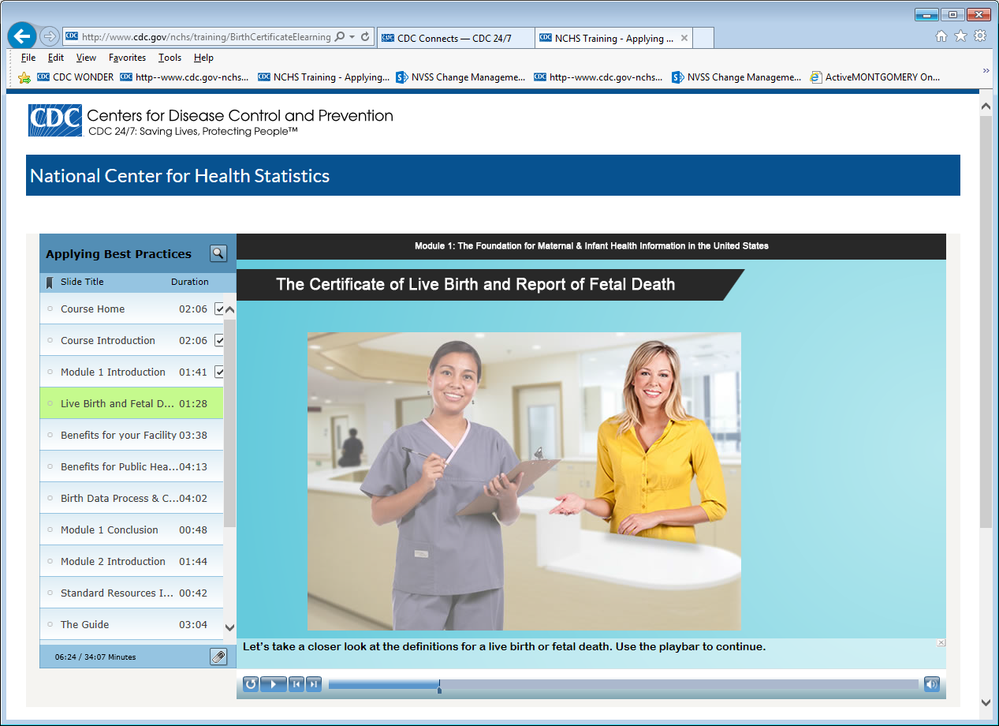 http://www.cdc.gov/nchs/training/BirthCertificateElearning
CDC Connects — CDC 24/7
NCHS Training - Applying ...
File Edit View Favorites Tools Help
CDC WONDER
http--www.cdc.gov-nchs...
NCHS Training - Applying...
NVSS Change Manageme...
http--www.cdc.gov-nchs...
NVSS Change Manageme...
ActiveMONTGOMERY On...
CDC Centers for Disease Control and Prevention
CDC 24/7: Saving Lives, Protecting People™
National Center for Health Statistics
Applying Best Practices
Slide Title Duration
Course Home 02:06
Course Introduction 02:06
Module 1 Introduction 01:41
Live Birth and Fetal D... 01:28
Benefits for your Facility 03:38
Benefits for Public Hea... 04:13
Birth Data Process & C... 04:02
Module 1 Conclusion 00:48
Module 2 Introduction 01:44
Standard Resources I... 00:42
The Guide 03:04
06:24 / 34:07 Minutes
Module 1: The Foundation for Maternal & Infant Health Information in the United States
The Certificate of Live Birth and Report of Fetal Death
Let's take a closer look at the definitions for a live birth or fetal death. Use the playbar to continue.